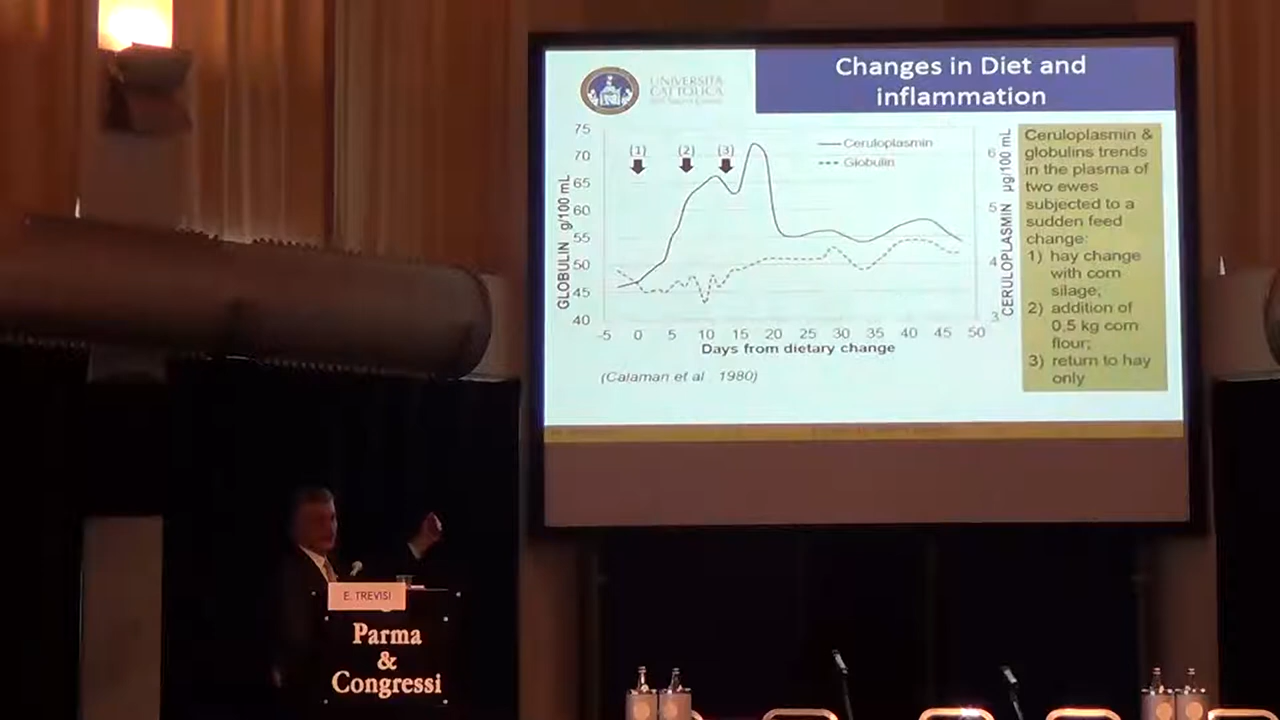 UNIVERSITÀ
CATTOLICA
Changes in Diet and
inflammation
75
70
65
60
55
50
45
40
GLOBULIN g/100 mL
(1)
(2)
(3)
Ceruloplasmin
Globulin
6
5
4
3
CERULOPLASMIN µg/100 mL
-5 0 5 10 15 20 25 30 35 40 45 50
Days from dietary change
(Calaman et al 1980)
Ceruloplasmin &
globulins trends
in the plasma of
two ewes
subjected to a
sudden feed
change:
1) hay change
with corn
silage;
2) addition of
0,5 kg corn
flour;
3) return to hay
only
E. TREVISI
Parma
&
Congressi